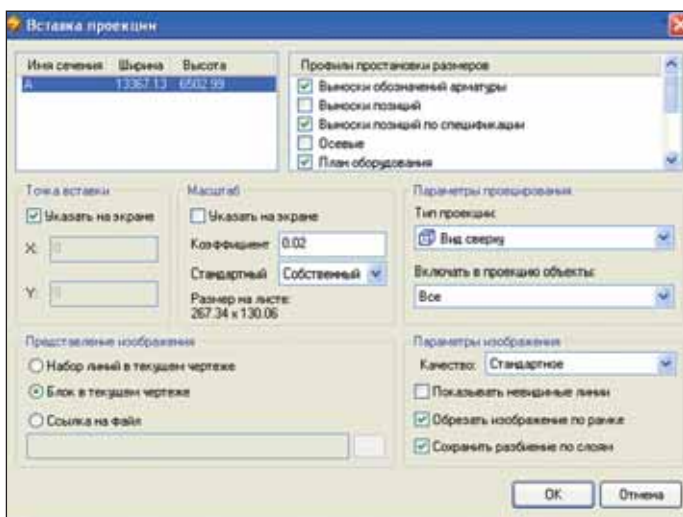 Вставка проекции
Имя сечения Ширина Высота
А 13367.13 6502.99
Профили простановки размеров
Выноски обозначений арматуры
Выноски позиций
Выноски позиций по спецификации
Осевые
План оборудования
Точка вставки
Указать на экране
X: 0
Y: 0
Масштаб
Указать на экране
Коэффициент 0.02
Стандартный Собственный
Размер на листе:
267.34 x 130.06
Параметры проецирования
Тип проекции:
Вид сверху
Включать в проекцию объекты:
Все
Представление изображения
Набор линий в текущем чертеже
Блок в текущем чертеже
Ссылка на файл
Параметры изображения
Качество: Стандартное
Показывать невидимые линии
Обрезать изображение по рамке
Сохранить разбиение по слоям
OK Отмена